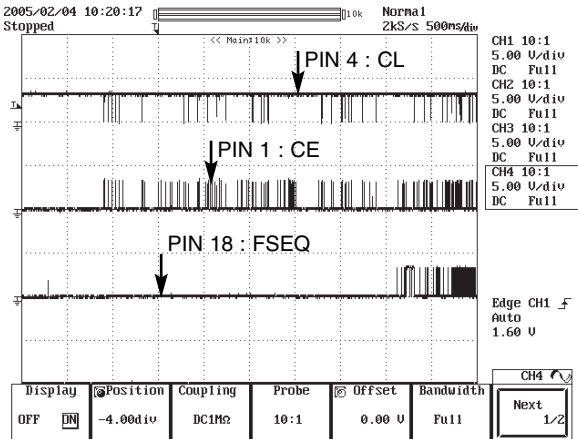 2005/02/04 10:20:17
Stopped
10k
Normal
2kS/s 500ms/div
<< Main:10k >>
CH1 10:1
5.00 V/div
DC Full
CH2 10:1
5.00 V/div
DC Full
CH3 10:1
5.00 V/div
DC Full
CH4 10:1
5.00 V/div
DC Full
PIN 4 : CL
PIN 1 : CE
PIN 18 : FSEQ
Edge CH1
Auto
1.60 V
CH4
Display
OFF ON
Position
-4.00div
Coupling
DC1MΩ
Probe
10:1
Offset
0.00 V
Bandwidth
Full
Next
1/2